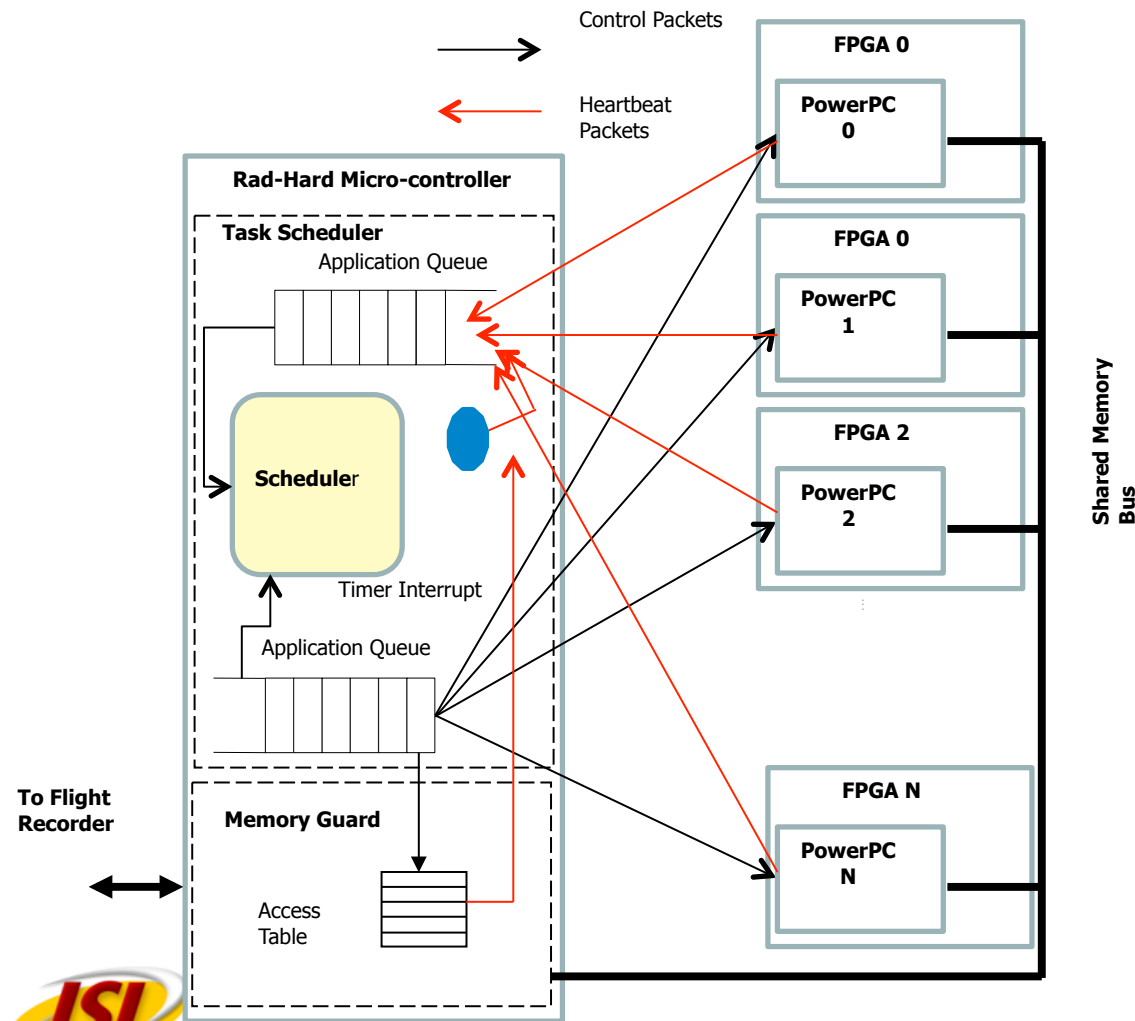 Control Packets
Heartbeat
Packets
Rad-Hard Micro-controller
Task Scheduler
Application Queue
Scheduler
Timer Interrupt
Application Queue
Memory Guard
Access
Table
To Flight
Recorder
FPGA 0
PowerPC
0
FPGA 0
PowerPC
1
FPGA 2
PowerPC
2
FPGA N
PowerPC
N
Shared Memory
Bus
ISI